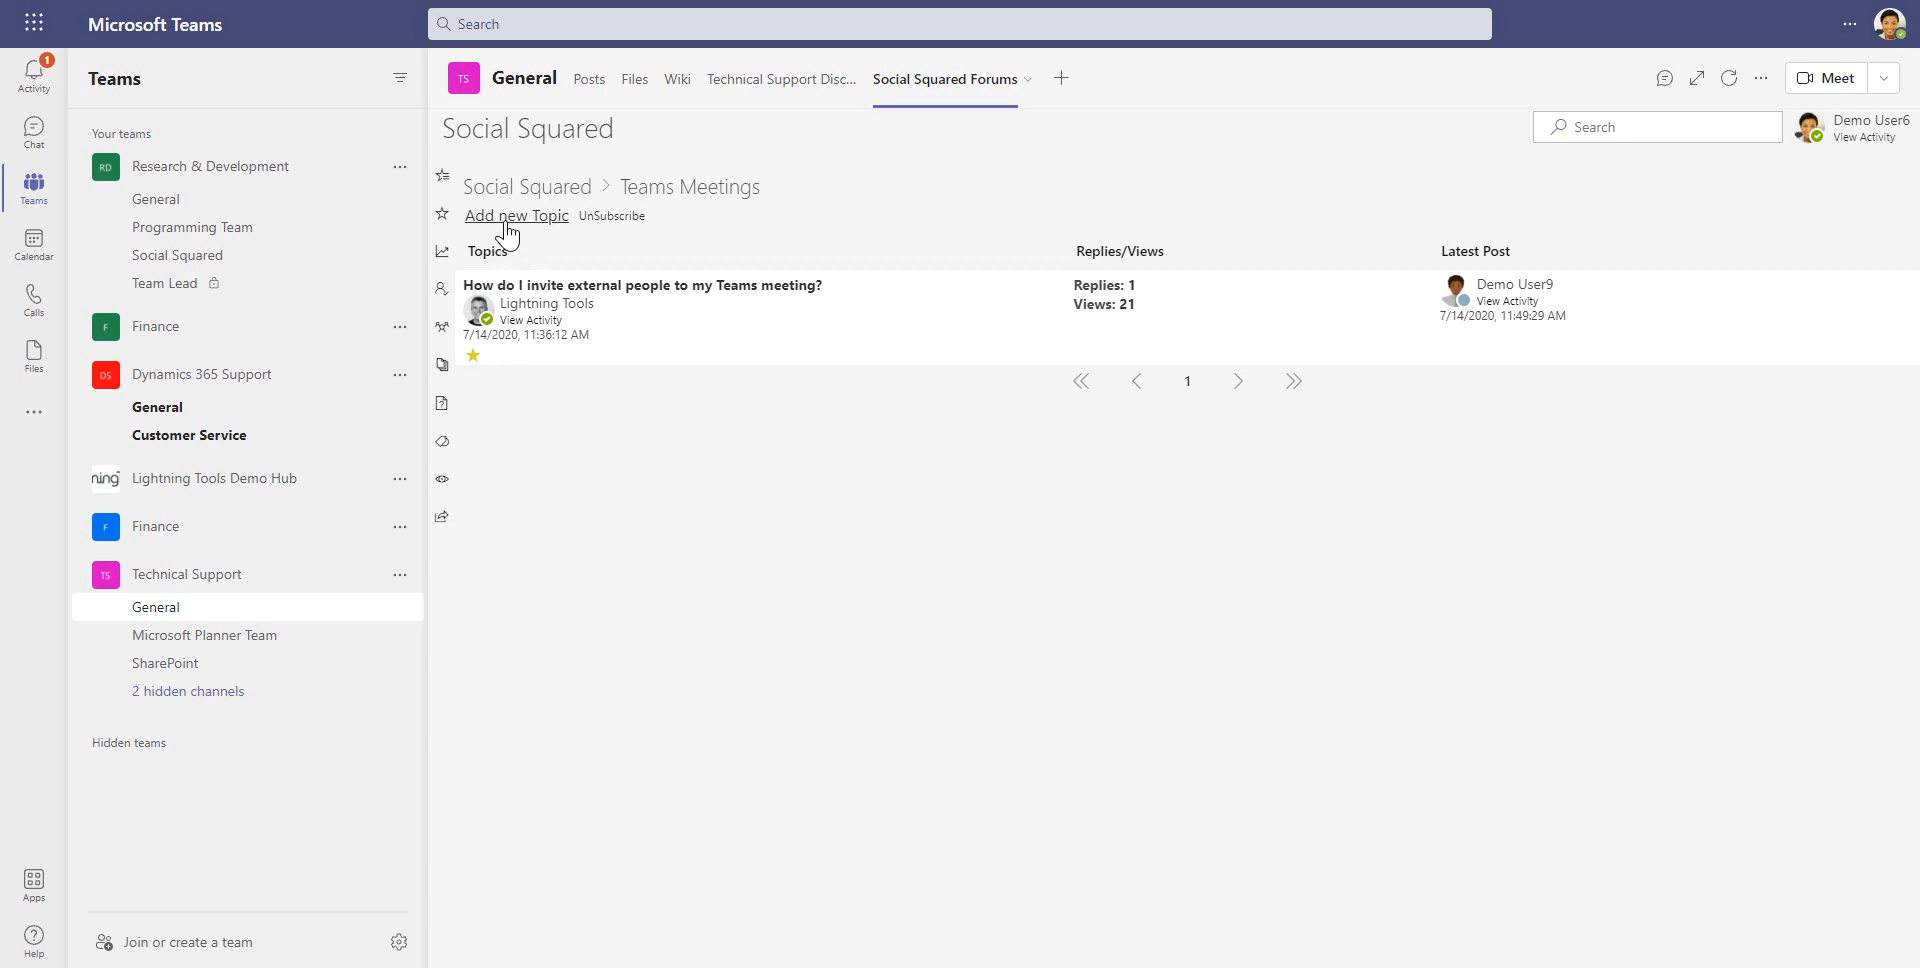 Microsoft Teams
Search
1
Activity
Chat
Teams
Calendar
Calls
Files
Apps
Help
Teams
Your teams
RD Research & Development
General
Programming Team
Social Squared
Team Lead
F Finance
DS Dynamics 365 Support
General
Customer Service
ning Lightning Tools Demo Hub
F Finance
TS Technical Support
General
Microsoft Planner Team
SharePoint
2 hidden channels
Hidden teams
Join or create a team
TS General Posts Files Wiki Technical Support Disc... Social Squared Forums
Meet
Social Squared
Search
Demo User6
View Activity
Social Squared > Teams Meetings
Add new Topic UnSubscribe
Topics Replies/Views Latest Post
How do I invite external people to my Teams meeting?
Lightning Tools
View Activity
7/14/2020, 11:36:12 AM
Replies: 1
Views: 21
Demo User9
View Activity
7/14/2020, 11:49:29 AM
1